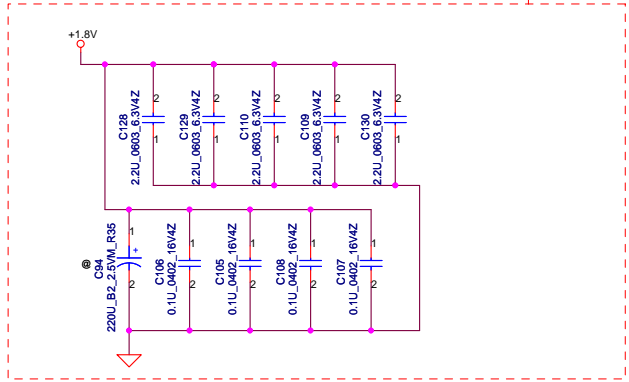 +1.8V
2
1
C128
2.2U_0603_6.3V4Z
2
1
C129
2.2U_0603_6.3V4Z
2
1
C110
2.2U_0603_6.3V4Z
2
1
C109
2.2U_0603_6.3V4Z
2
1
C130
2.2U_0603_6.3V4Z
1
+
2
@
C94
220U_B2_2.5VM_R35
1
2
C106
0.1U_0402_16V4Z
1
2
C105
0.1U_0402_16V4Z
1
2
C108
0.1U_0402_16V4Z
1
2
C107
0.1U_0402_16V4Z